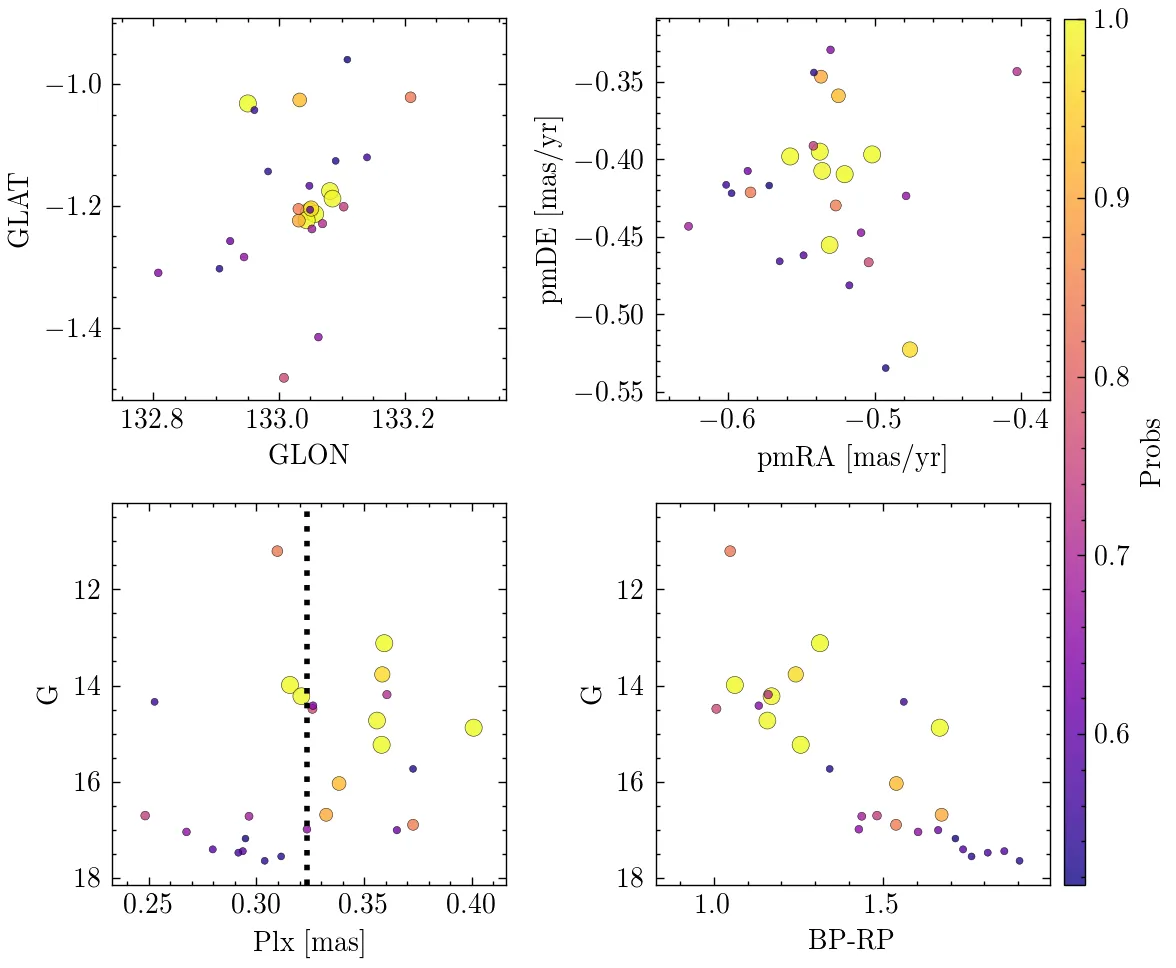 −1.0
−1.2
−1.4
GLAT
132.8 133.0 133.2
GLON
−0.35
−0.40
−0.45
−0.50
−0.55
pmDE [mas/yr]
−0.6 −0.5 −0.4
pmRA [mas/yr]
12
14
16
18
G
0.25 0.30 0.35 0.40
Plx [mas]
12
14
16
18
G
1.0 1.5
BP-RP
1.0
0.9
0.8
0.7
0.6
Probs